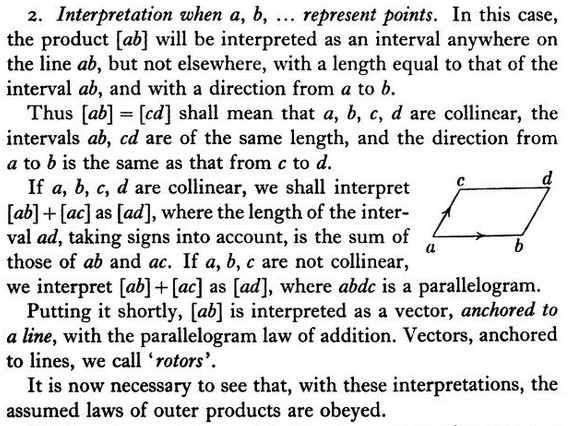 2. Interpretation when a, b, ... represent points. In this case,
the product [ab] will be interpreted as an interval anywhere on
the line ab, but not elsewhere, with a length equal to that of the
interval ab, and with a direction from a to b.
Thus [ab] = [cd] shall mean that a, b, c, d are collinear, the
intervals ab, cd are of the same length, and the direction from
a to b is the same as that from c to d.
If a, b, c, d are collinear, we shall interpret
[ab]+[ac] as [ad], where the length of the inter-
val ad, taking signs into account, is the sum of
those of ab and ac. If a, b, c are not collinear,
c d
a b
we interpret [ab]+[ac] as [ad], where abdc is a parallelogram.
Putting it shortly, [ab] is interpreted as a vector, anchored to
a line, with the parallelogram law of addition. Vectors, anchored
to lines, we call ‘rotors’.
It is now necessary to see that, with these interpretations, the
assumed laws of outer products are obeyed.